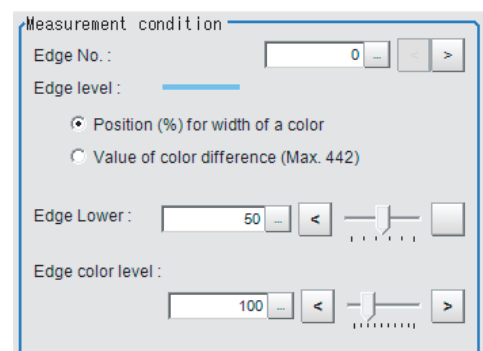 Measurement condition
Edge No. : 0 ... < >
Edge level :
Position (%) for width of a color
Value of color difference (Max. 442)
Edge Lower : 50 ... <
Edge color level :
100 ... < >